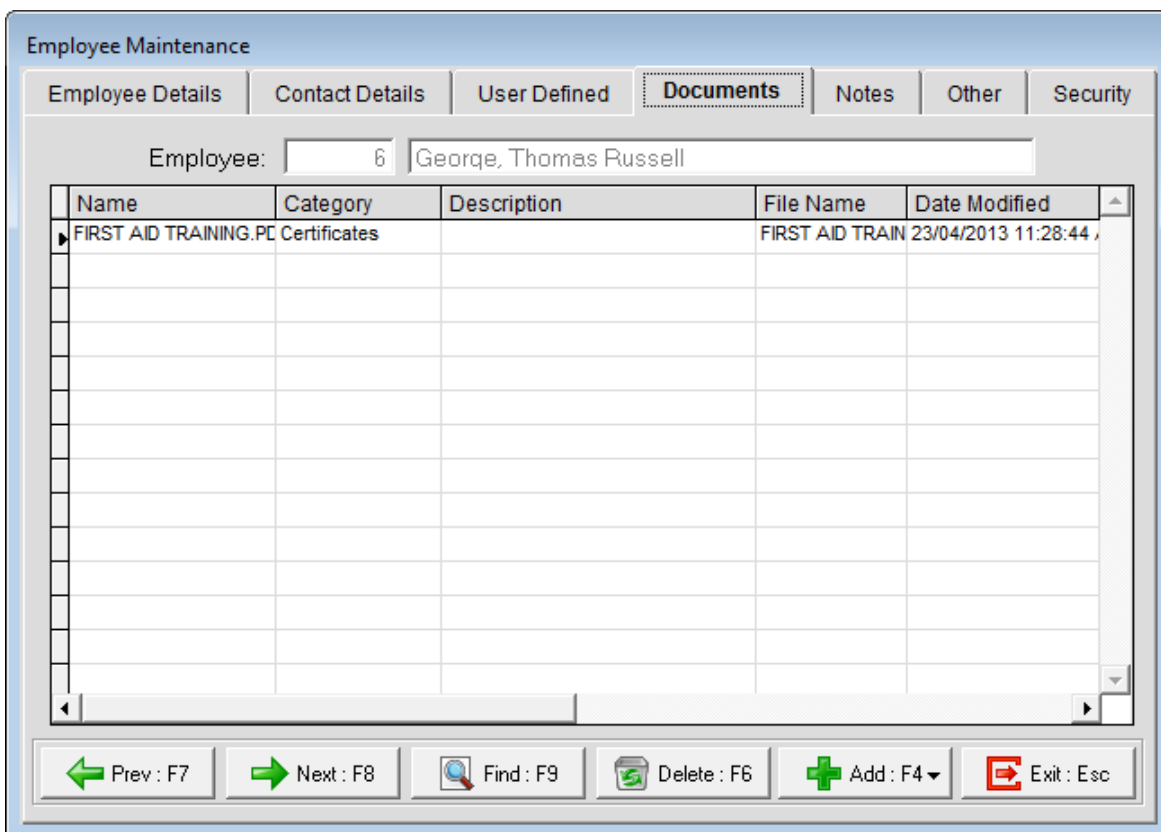 Employee Maintenance
Employee Details Contact Details User Defined Documents Notes Other Security
Employee: 6 George, Thomas Russell
Name Category Description File Name Date Modified
FIRST AID TRAINING.PD Certificates FIRST AID TRAIN 23/04/2013 11:28:44 A
Prev : F7 Next : F8 Find : F9 Delete : F6 Add : F4 Exit : Esc